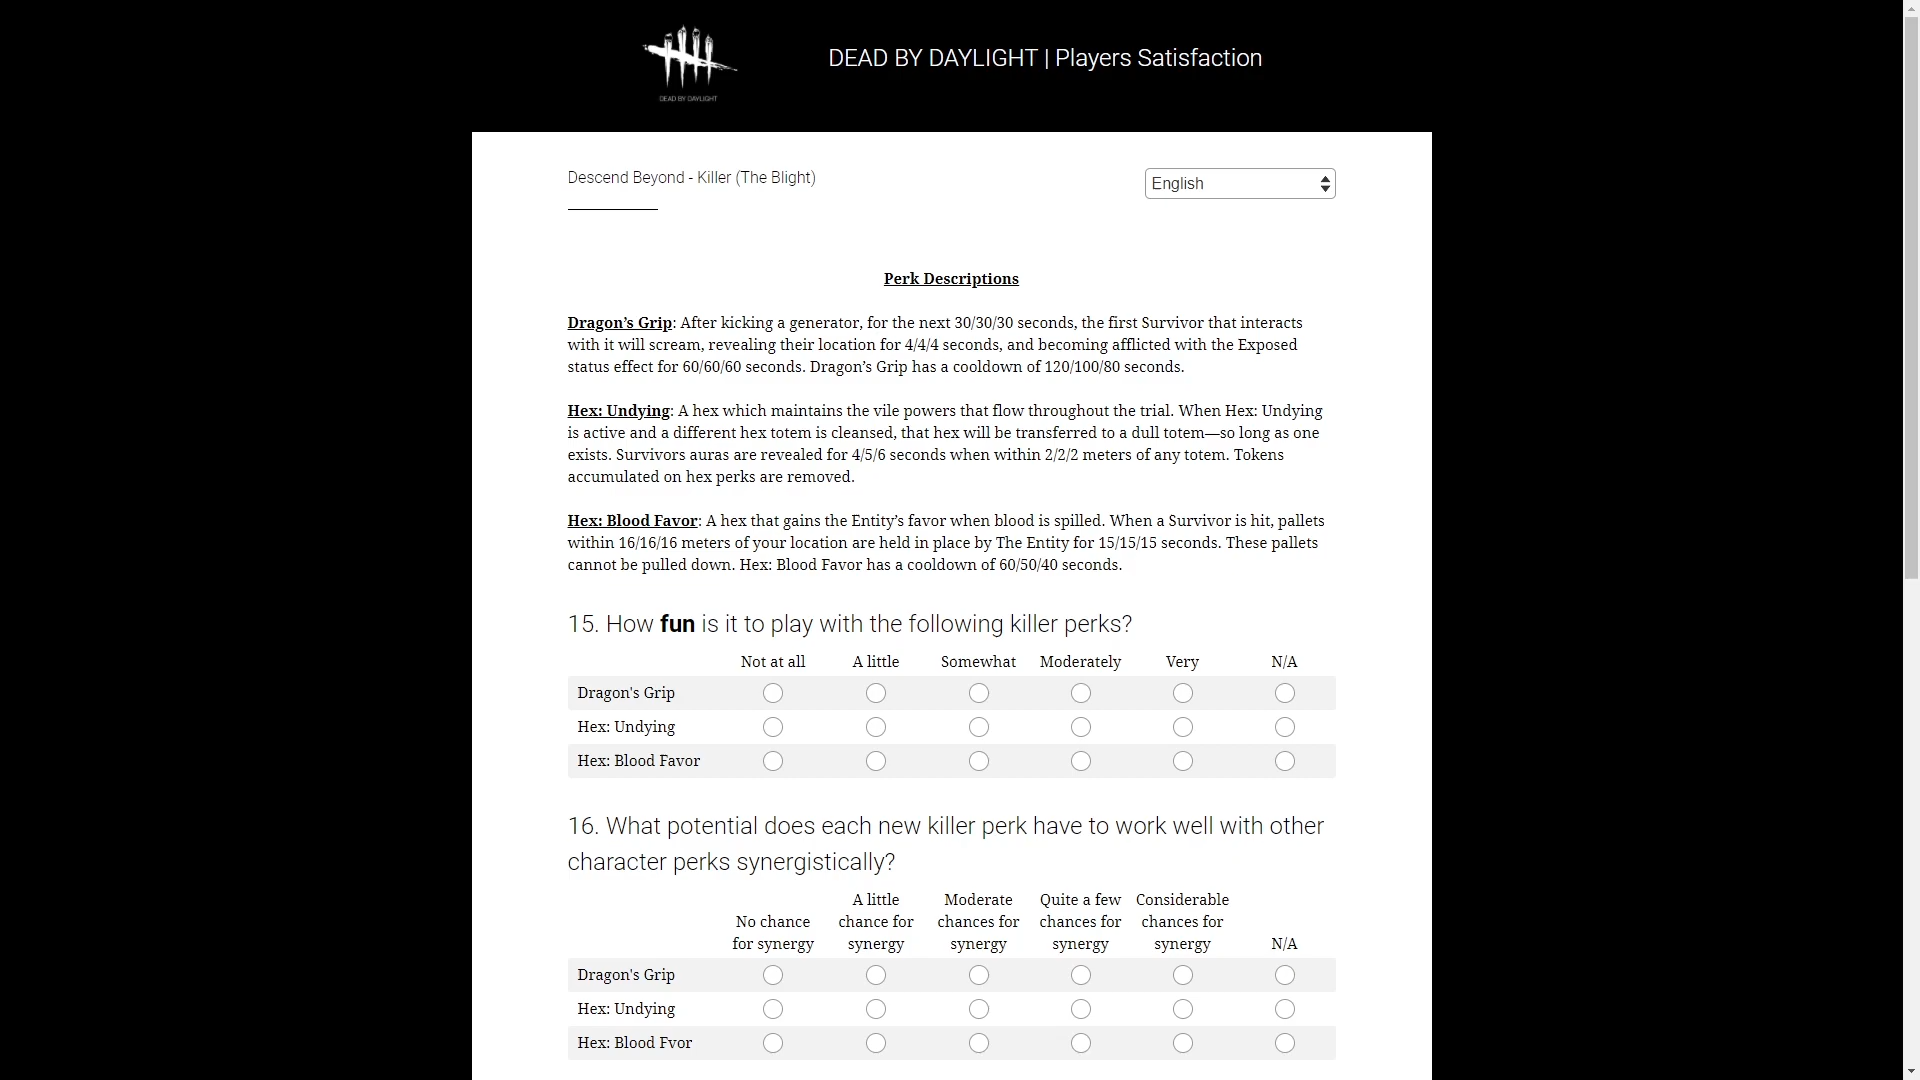 DEAD BY DAYLIGHT
DEAD BY DAYLIGHT | Players Satisfaction
Descend Beyond - Killer (The Blight)
English
Perk Descriptions
Dragon’s Grip: After kicking a generator, for the next 30/30/30 seconds, the first Survivor that interacts
with it will scream, revealing their location for 4/4/4 seconds, and becoming afflicted with the Exposed
status effect for 60/60/60 seconds. Dragon’s Grip has a cooldown of 120/100/80 seconds.
Hex: Undying: A hex which maintains the vile powers that flow throughout the trial. When Hex: Undying
is active and a different hex totem is cleansed, that hex will be transferred to a dull totem—so long as one
exists. Survivors auras are revealed for 4/5/6 seconds when within 2/2/2 meters of any totem. Tokens
accumulated on hex perks are removed.
Hex: Blood Favor: A hex that gains the Entity’s favor when blood is spilled. When a Survivor is hit, pallets
within 16/16/16 meters of your location are held in place by The Entity for 15/15/15 seconds. These pallets
cannot be pulled down. Hex: Blood Favor has a cooldown of 60/50/40 seconds.
15. How fun is it to play with the following killer perks?
Not at all A little Somewhat Moderately Very N/A
Dragon's Grip
Hex: Undying
Hex: Blood Favor
16. What potential does each new killer perk have to work well with other
character perks synergistically?
A little Moderate Quite a few Considerable
No chance chance for chances for chances for chances for
for synergy synergy synergy synergy synergy N/A
Dragon's Grip
Hex: Undying
Hex: Blood Fvor